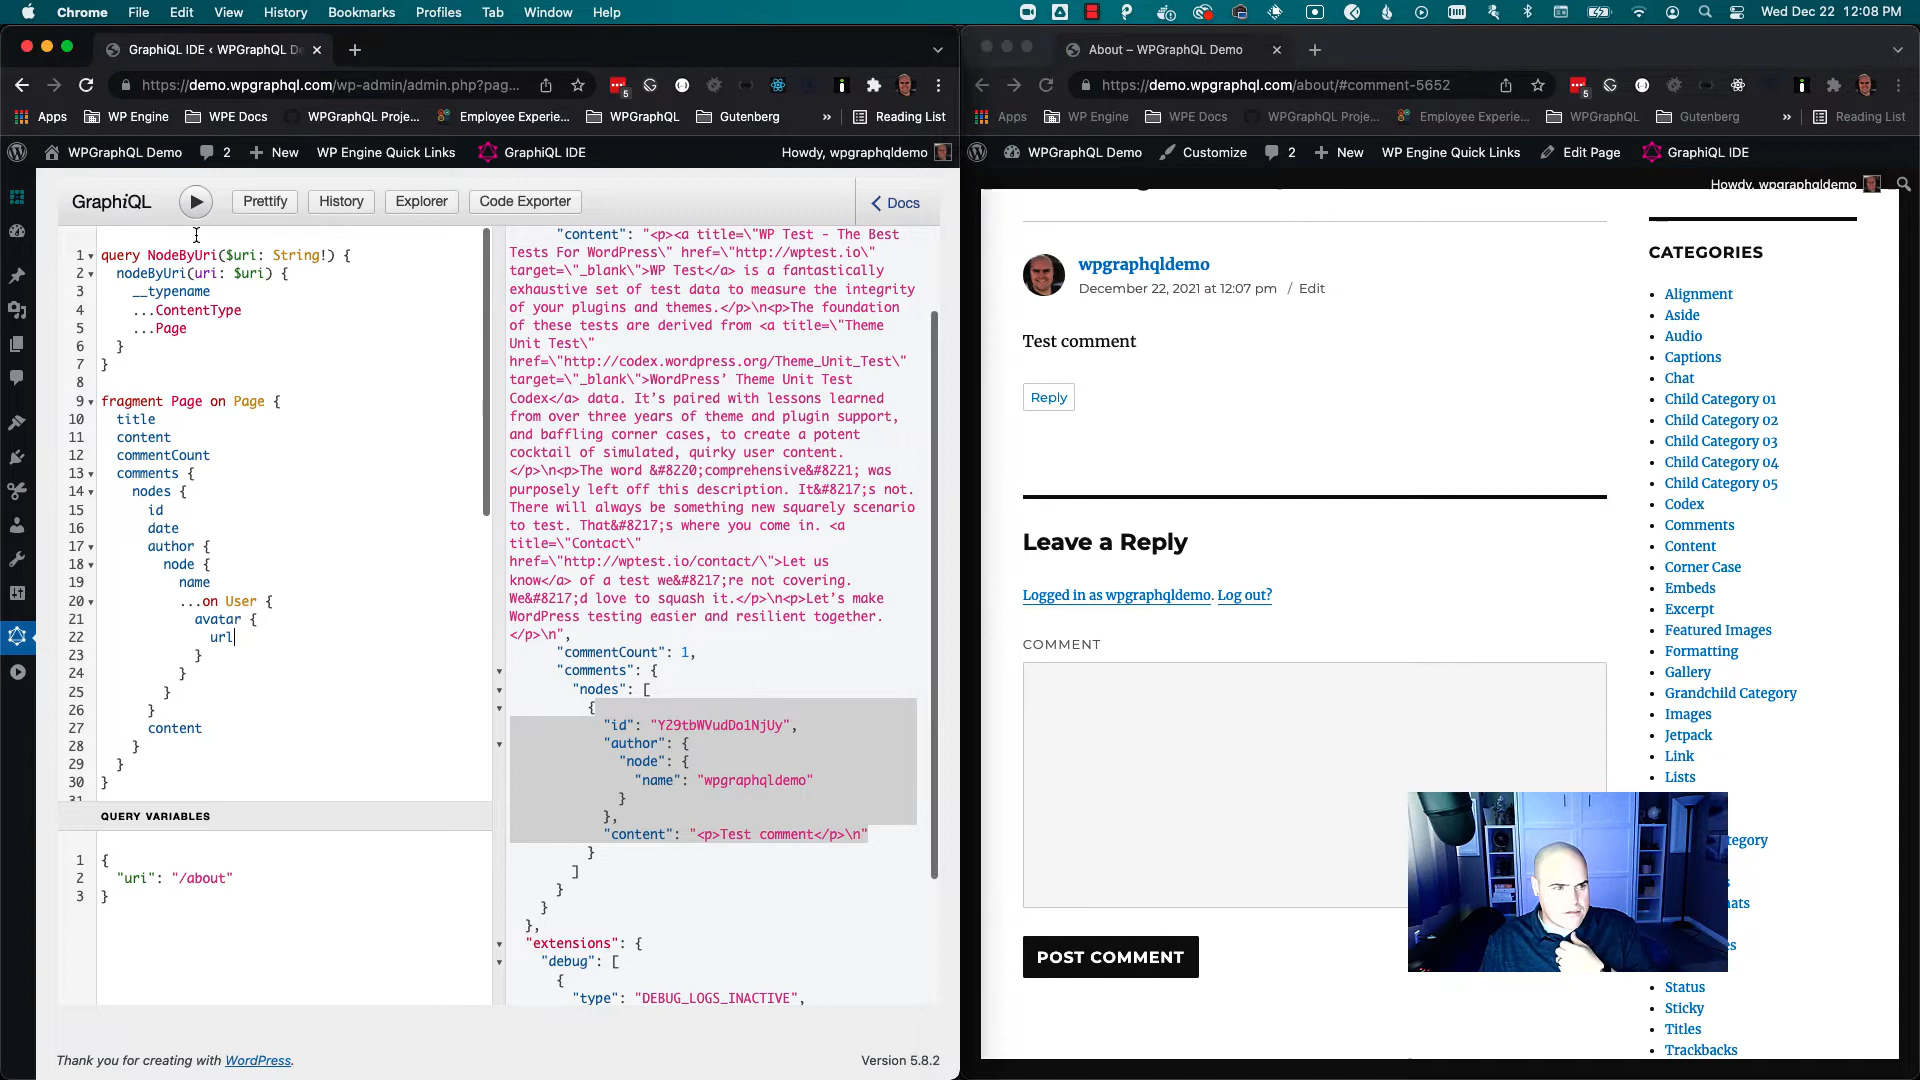 Chrome File Edit View History Bookmarks Profiles Tab Window Help
Wed Dec 22 12:08 PM
GraphiQL IDE ‹ WPGraphQL De
https://demo.wpgraphql.com/wp-admin/admin.php?pag...
5
Apps WP Engine WPE Docs WPGraphQL Proje... Employee Experie... WPGraphQL Gutenberg » Reading List
WPGraphQL Demo 2 New WP Engine Quick Links GraphiQL IDE Howdy, wpgraphqldemo
GraphiQL Prettify History Explorer Code Exporter Docs
1 query NodeByUri($uri: String!) {
2 nodeByUri(uri: $uri) {
3 __typename
4 ...ContentType
5 ...Page
6 }
7 }
8
9 fragment Page on Page {
10 title
11 content
12 commentCount
13 comments {
14 nodes {
15 id
16 date
17 author {
18 node {
19 name
20 ...on User {
21 avatar {
22 url
23 }
24 }
25 }
26 }
27 content
28 }
29 }
30 }
31
QUERY VARIABLES
1 {
2 "uri": "/about"
3 }
"content": "<p><a title=\"WP Test – The Best
Tests For WordPress\" href=\"http://wptest.io\"
target=\"_blank\">WP Test</a> is a fantastically
exhaustive set of test data to measure the integrity
of your plugins and themes.</p>\n<p>The foundation
of these tests are derived from <a title=\"Theme
Unit Test\"
href=\"http://codex.wordpress.org/Theme_Unit_Test\"
target=\"_blank\">WordPress’ Theme Unit Test
Codex</a> data. It’s paired with lessons learned
from over three years of theme and plugin support,
and baffling corner cases, to create a potent
cocktail of simulated, quirky user content.
</p>\n<p>The word &#8220;comprehensive&#8221; was
purposely left off this description. It&#8217;s not.
There will always be something new squarely scenario
to test. That&#8217;s where you come in. <a
title=\"Contact\"
href=\"http://wptest.io/contact/\">Let us
know</a> of a test we&#8217;re not covering.
We&#8217;d love to squash it.</p>\n<p>Let’s make
WordPress testing easier and resilient together.
</p>\n",
"commentCount": 1,
"comments": {
"nodes": [
{
"id": "Y29tbWVudDo1NjUy",
"author": {
"node": {
"name": "wpgraphqldemo"
}
},
"content": "<p>Test comment</p>\n"
}
]
}
}
},
"extensions": {
"debug": [
{
"type": "DEBUG_LOGS_INACTIVE",
Thank you for creating with WordPress.
Version 5.8.2
About – WPGraphQL Demo
https://demo.wpgraphql.com/about/#comment-5652
5
Apps WP Engine WPE Docs WPGraphQL Proje... Employee Experie... WPGraphQL Gutenberg » Reading List
WPGraphQL Demo Customize 2 New WP Engine Quick Links Edit Page GraphiQL IDE
Howdy, wpgraphqldemo
wpgraphqldemo
December 22, 2021 at 12:07 pm / Edit
Test comment
Reply
Leave a Reply
Logged in as wpgraphqldemo. Log out?
COMMENT
POST COMMENT
CATEGORIES
Alignment
Aside
Audio
Captions
Chat
Child Category 01
Child Category 02
Child Category 03
Child Category 04
Child Category 05
Codex
Comments
Content
Corner Case
Embeds
Excerpt
Featured Images
Formatting
Gallery
Grandchild Category
Images
Jetpack
Link
Lists
Status
Sticky
Titles
Trackbacks